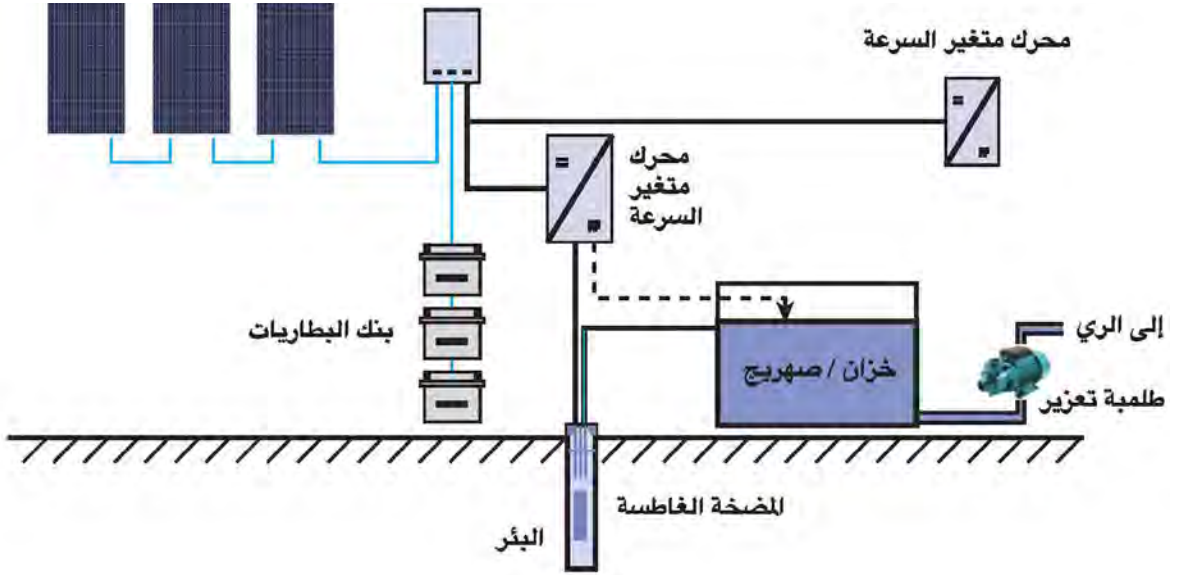 محرك متغير السرعة
محرك
متغير
السرعة
بنك البطاريات
خزان / صهريج
إلى الري
طلمبة تعزيز
المضخة الغاطسة
البئر